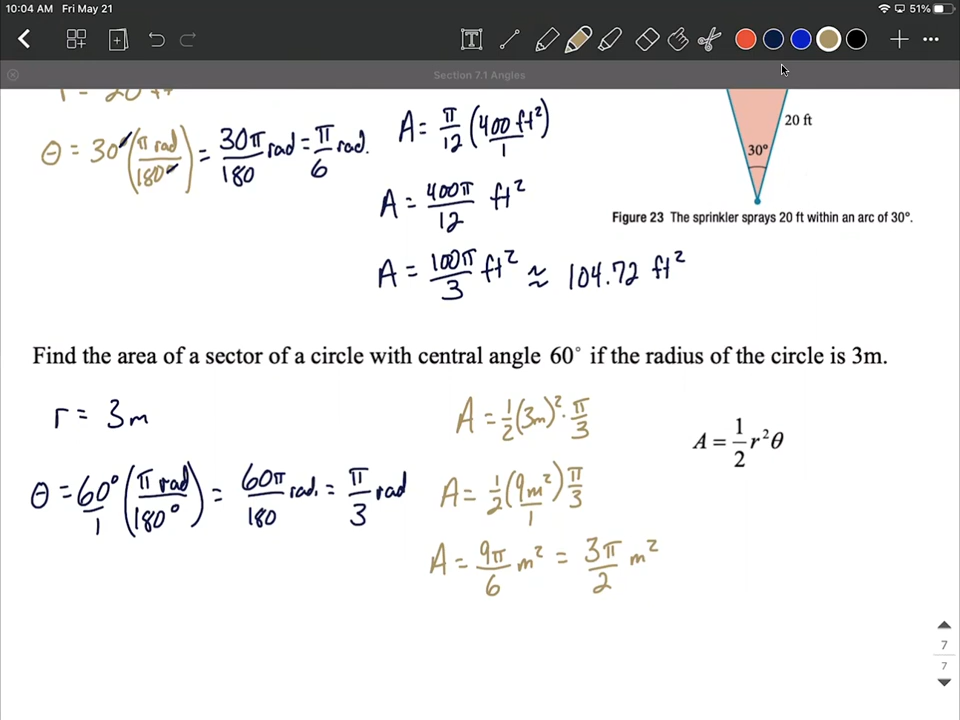 10:04 AM Fri May 21
51%
Section 7.1 Angles
r = 20 ft
θ = 30° (π rad / 180°) = 30π/180 rad = π/6 rad.
A = π/12 (400 ft² / 1)
A = 400π/12 ft²
A = 100π/3 ft² ≈ 104.72 ft²
20 ft
30°
Figure 23 The sprinkler sprays 20 ft within an arc of 30°.
Find the area of a sector of a circle with central angle 60° if the radius of the circle is 3m.
r = 3m
θ = 60°/1 (π rad / 180°) = 60π/180 rad. = π/3 rad
A = 1/2 (3m)² · π/3
A = 1/2 (9m²/1) π/3
A = 9π/6 m² = 3π/2 m²
A = 1/2 r²θ
7
7